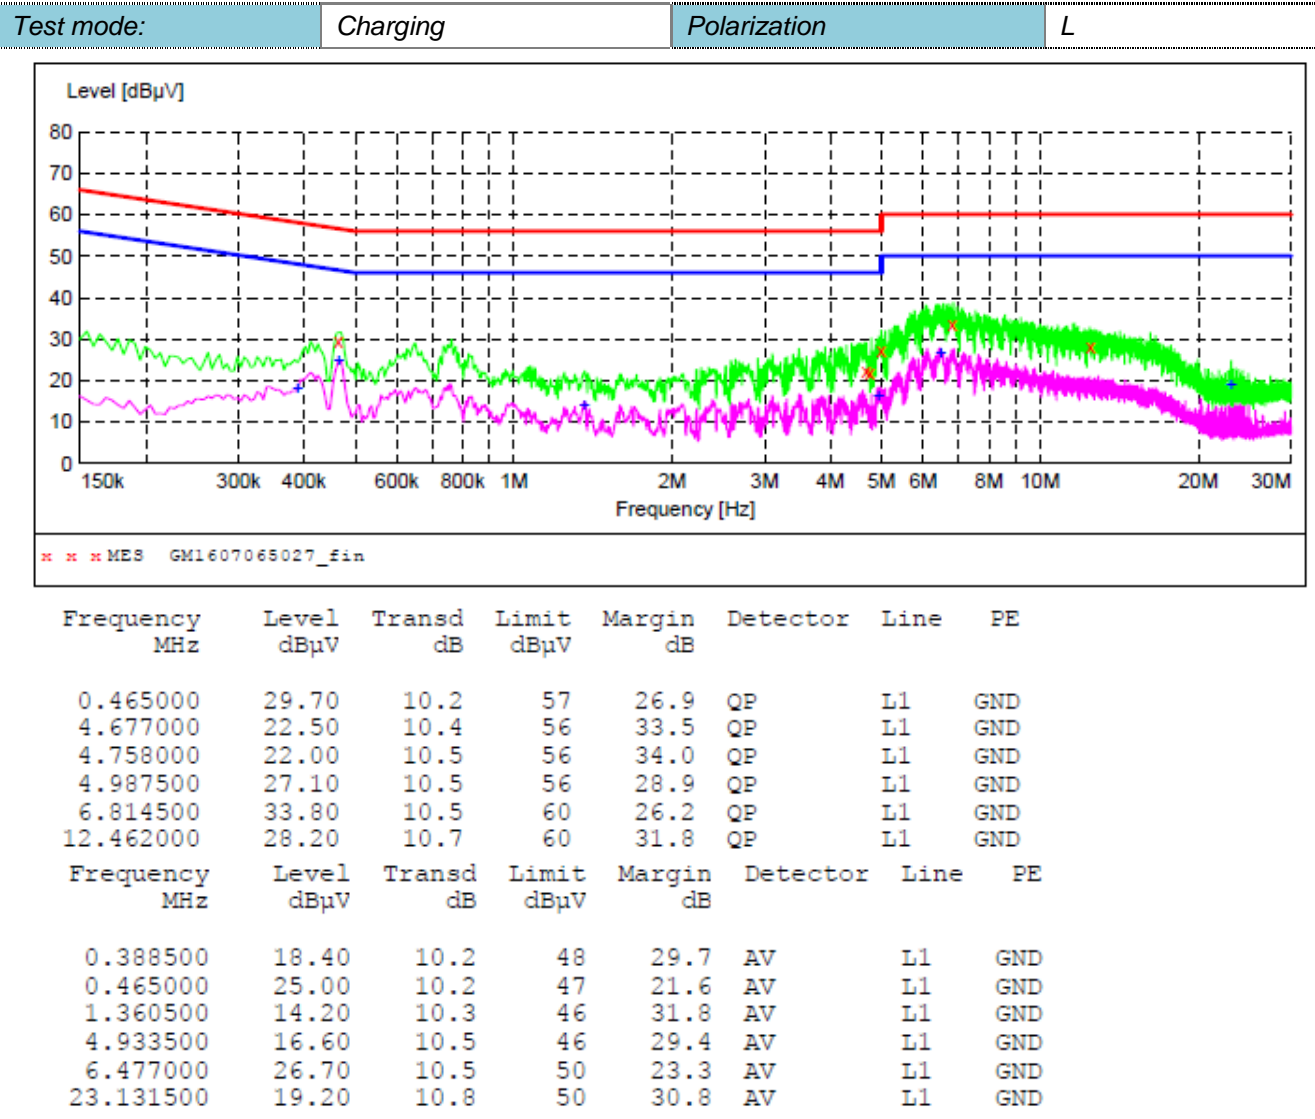 Test mode: Charging Polarization L
Level [dBµV]
80
70
60
50
40
30
20
10
0
150k 300k 400k 600k 800k 1M 2M 3M 4M 5M 6M 8M 10M 20M 30M
Frequency [Hz]
x x x MES GM1607065027_fin
Frequency Level Transd Limit Margin Detector Line PE
MHz dBµV dB dBµV dB
0.465000 29.70 10.2 57 26.9 QP L1 GND
4.677000 22.50 10.4 56 33.5 QP L1 GND
4.758000 22.00 10.5 56 34.0 QP L1 GND
4.987500 27.10 10.5 56 28.9 QP L1 GND
6.814500 33.80 10.5 60 26.2 QP L1 GND
12.462000 28.20 10.7 60 31.8 QP L1 GND
Frequency Level Transd Limit Margin Detector Line PE
MHz dBµV dB dBµV dB
0.388500 18.40 10.2 48 29.7 AV L1 GND
0.465000 25.00 10.2 47 21.6 AV L1 GND
1.360500 14.20 10.3 46 31.8 AV L1 GND
4.933500 16.60 10.5 46 29.4 AV L1 GND
6.477000 26.70 10.5 50 23.3 AV L1 GND
23.131500 19.20 10.8 50 30.8 AV L1 GND